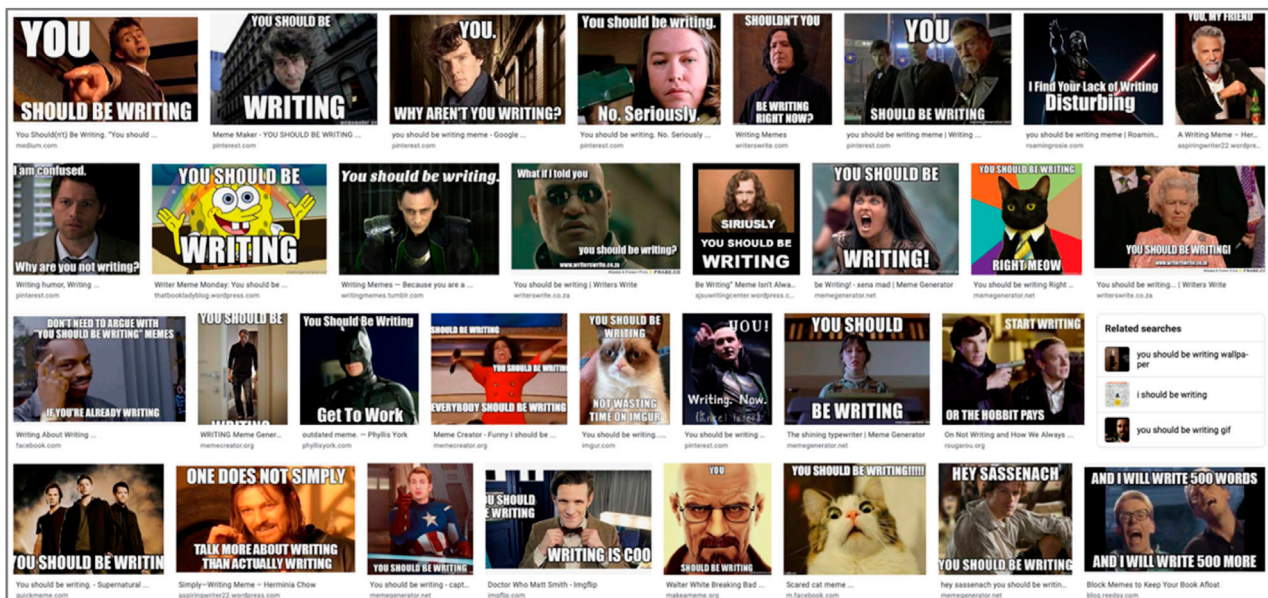 YOU
SHOULD BE WRITING
You Should(n't) Be Writing. "You should ...
medium.com
YOU SHOULD BE
WRITING
Meme Maker - YOU SHOULD BE WRITING ...
pinterest.com
YOU.
WHY AREN'T YOU WRITING?
you should be writing meme - Google ...
pinterest.com
You should be writing.
No. Seriously.
You should be writing. No. Seriously ...
pinterest.com
SHOULDN'T YOU
BE WRITING
RIGHT NOW?
Writing Memes
writerswrite.com
YOU
SHOULD BE WRITING
you should be writing meme | Writing ...
pinterest.com
I Find Your Lack of Writing
Disturbing
you should be writing meme | Roamin...
roamingrosie.com
YOU, MY FRIEND
A Writing Meme – Her...
aspiringwriter22.wordpre...
I am confused.
Why are you not writing?
Writing humor, Writing ...
pinterest.com
YOU SHOULD BE
WRITING
Writer Meme Monday: You should be ...
thatbookladyblog.wordpress.com
You should be writing.
Writing Memes — Because you are a ...
writingmemes.tumblr.com
What if I told you
you should be writing?
www.writerswrite.co.za
You should be writing | Writers Write
writerswrite.co.za
SIRIUSLY
YOU SHOULD BE
WRITING
Be Writing" Meme Isn't Alwa...
sjsuwritingcenter.wordpress.c...
YOU SHOULD BE
WRITING!
be Writing! - xena mad | Meme Generator
memegenerator.net
YOU SHOULD BE WRITING
RIGHT MEOW
You should be writing Right ...
memegenerator.net
YOU SHOULD BE WRITING!
www.writerswrite.co.za
You should be writing... | Writers Write
writerswrite.co.za
DON'T NEED TO ARGUE WITH
"YOU SHOULD BE WRITING" MEMES
IF YOU'RE ALREADY WRITING
Writing About Writing ...
facebook.com
YOU SHOULD BE
WRITING
WRITING Meme Gener...
memecreator.org
You Should Be Writing
Get To Work
outdated meme. — Phyllis York
phyllisyork.com
SHOULD BE WRITING
YOU SHOULD BE WRITING
EVERYBODY SHOULD BE WRITING
Meme Creator - Funny I should be ...
memecreator.org
YOU SHOULD BE
WRITING
NOT WASTING
TIME ON IMGUR
You should be writing.....
imgur.com
YOU!
Writing. Now.
(Kneel later)
You should be writing ...
pinterest.com
YOU SHOULD
BE WRITING
The shining typewriter | Meme Generator
memegenerator.net
START WRITING
OR THE HOBBIT PAYS
On Not Writing and How We Always ...
rougarou.org
Related searches
you should be writing wallpa-
per
i should be writing
you should be writing gif
YOU SHOULD BE WRITIN
You should be writing. - Supernatural ...
quickmeme.com
ONE DOES NOT SIMPLY
TALK MORE ABOUT WRITING
THAN ACTUALLY WRITING
Simply—Writing Meme – Herminia Chow
aspiringwriter22.wordpress.com
YOU SHOULD BE WRITING
You should be writing - capt...
memegenerator.net
U SHOULD
E WRITING
WRITING IS COO
Doctor Who Matt Smith - Imgflip
imgflip.com
YOU
SHOULD BE WRITING
Walter White Breaking Bad ...
makeameme.org
YOU SHOULD BE WRITING!!!!!
Scared cat meme ...
m.facebook.com
HEY SASSENACH
YOU SHOULD BE WRITING
hey sassenach you should be writin...
memegenerator.net
AND I WILL WRITE 500 WORDS
AND I WILL WRITE 500 MORE
Block Memes to Keep Your Book Afloat
blog.reedsy.com